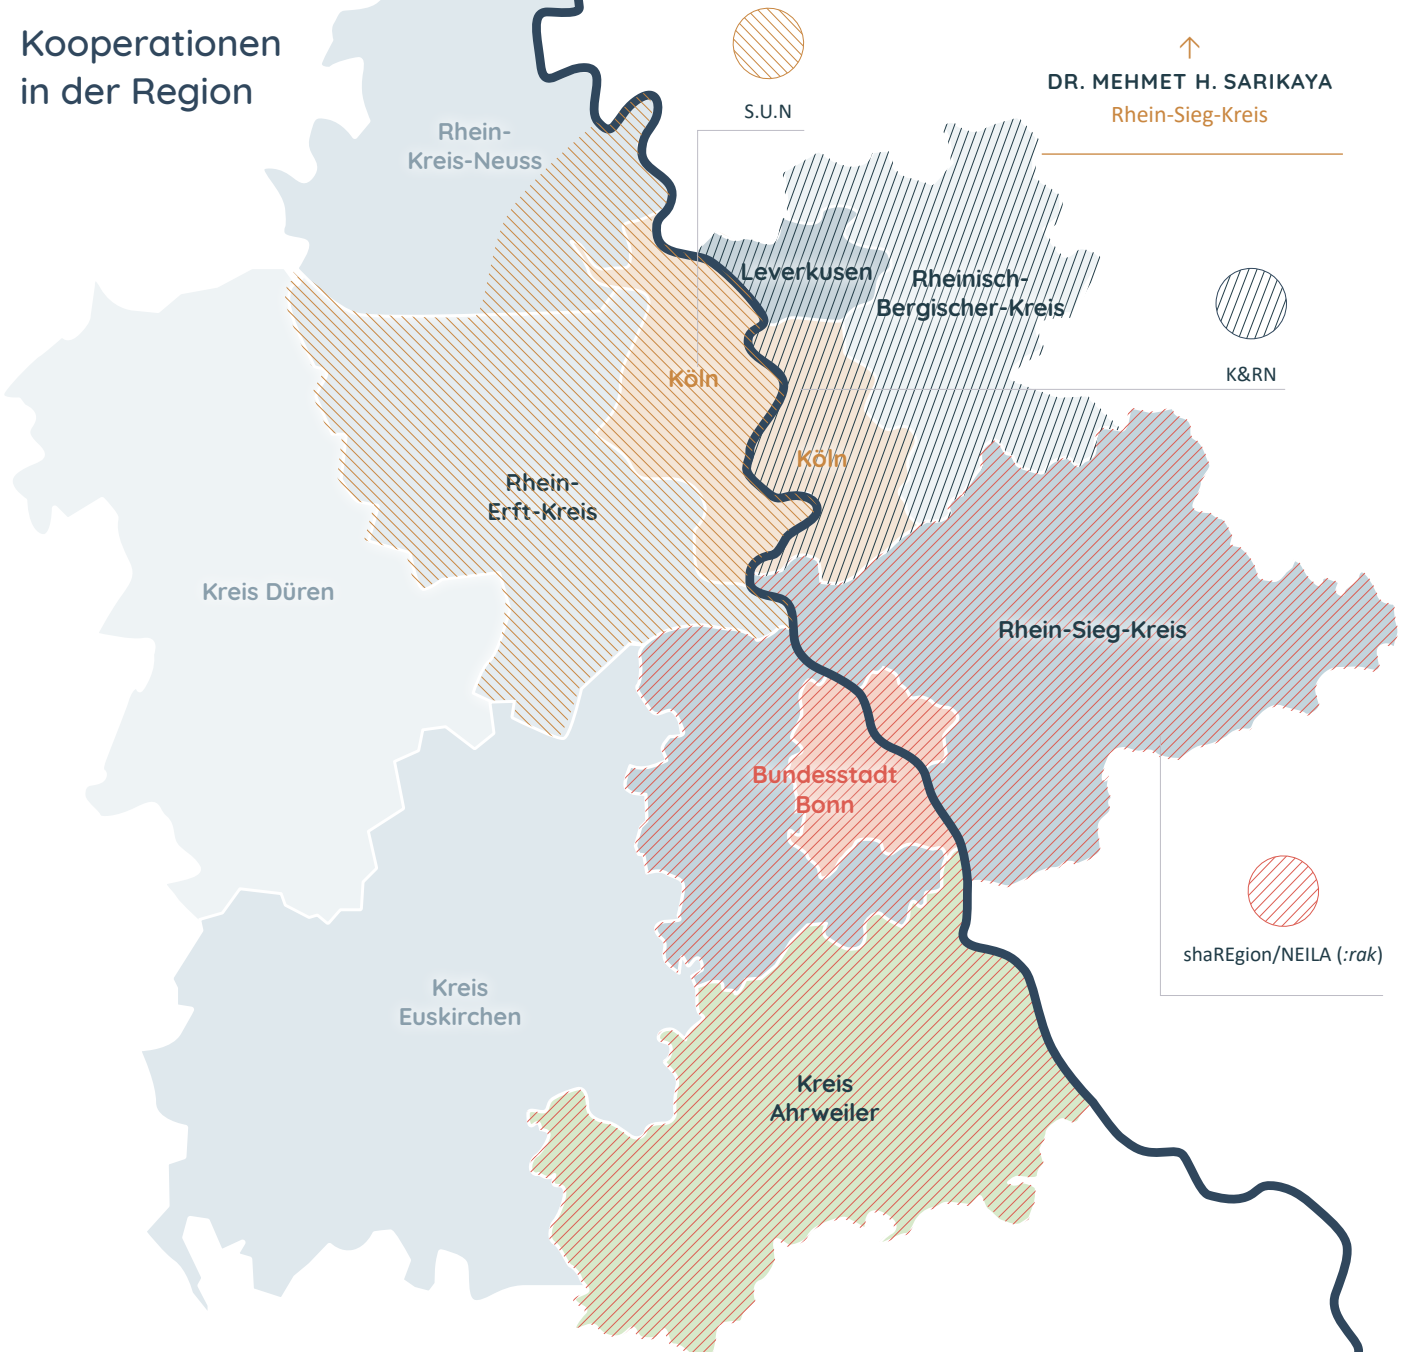 Kooperationen
in der Region
S.U.N
DR. MEHMET H. SARIKAYA
Rhein-Sieg-Kreis
Rhein-
Kreis-Neuss
Leverkusen
Rheinisch-
Bergischer-Kreis
K&RN
Köln
Köln
Rhein-
Erft-Kreis
Kreis Düren
Rhein-Sieg-Kreis
Bundesstadt
Bonn
shaREgion/NEILA (:rak)
Kreis
Euskirchen
Kreis
Ahrweiler